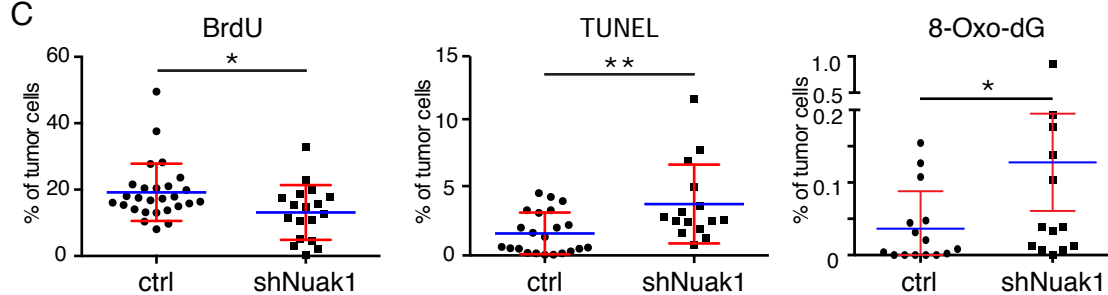 C
BrdU
% of tumor cells
60
40
20
0
*
ctrl
shNuak1
TUNEL
% of tumor cells
15
10
5
0
**
ctrl
shNuak1
8-Oxo-dG
% of tumor cells
1.0
0.5
0.2
0.1
0
*
ctrl
shNuak1